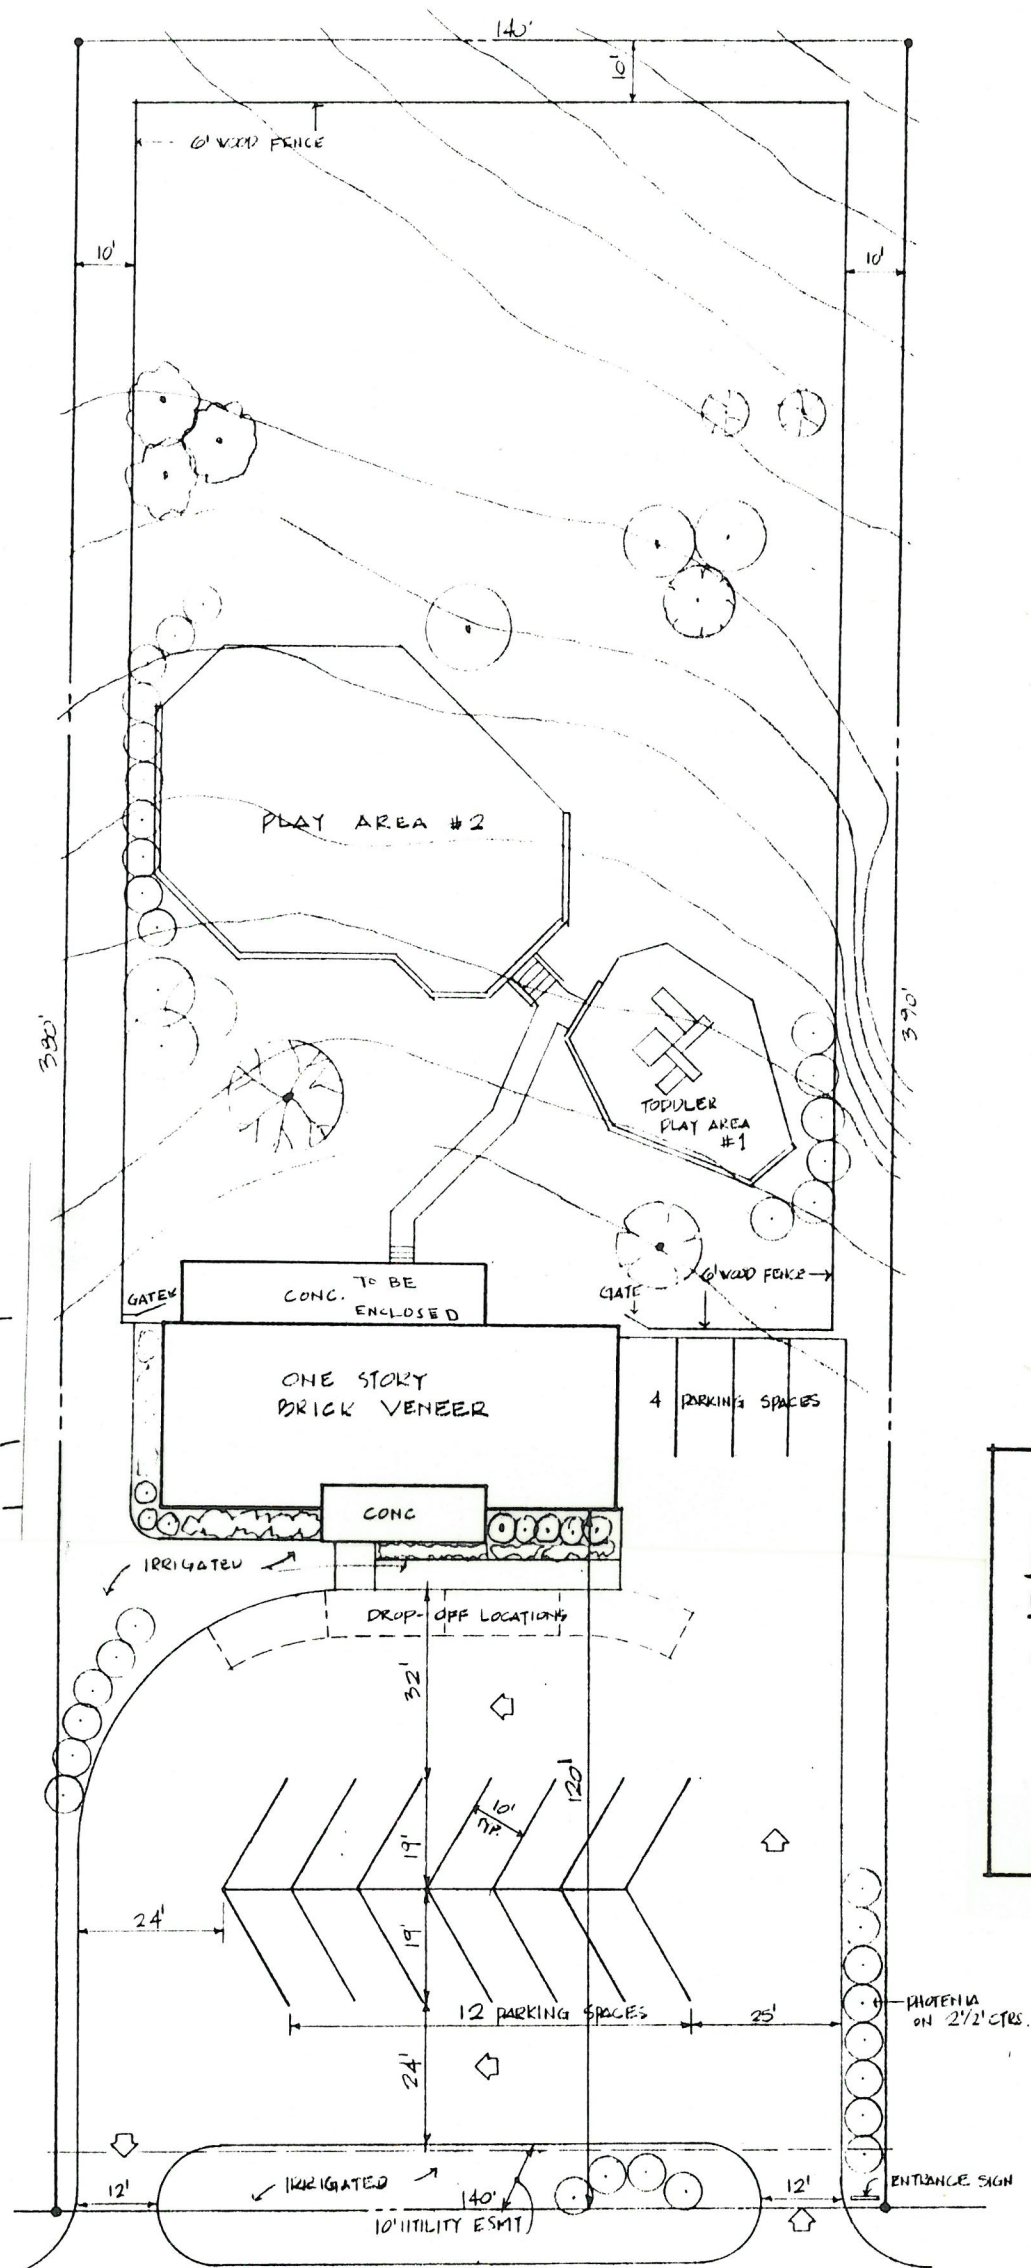 140'
10'
6' WOOD FENCE
10'
10'
PLAY AREA #2
390'
390'
TODDLER
PLAY AREA
#1
TO BE
CONC.
ENCLOSED
GATE
6' WOOD FENCE
GATE
ONE STORY
BRICK VENEER
4 PARKING SPACES
CONC
IRRIGATED
DROP-OFF LOCATIONS
32'
120'
10'
TYP.
19'
24'
19'
12 PARKING SPACES
25'
PHOTENIA
ON 2 1/2' CTRS.
24'
IRRIGATED
ENTRANCE SIGN
12'
140'
12'
10' UTILITY ESMT